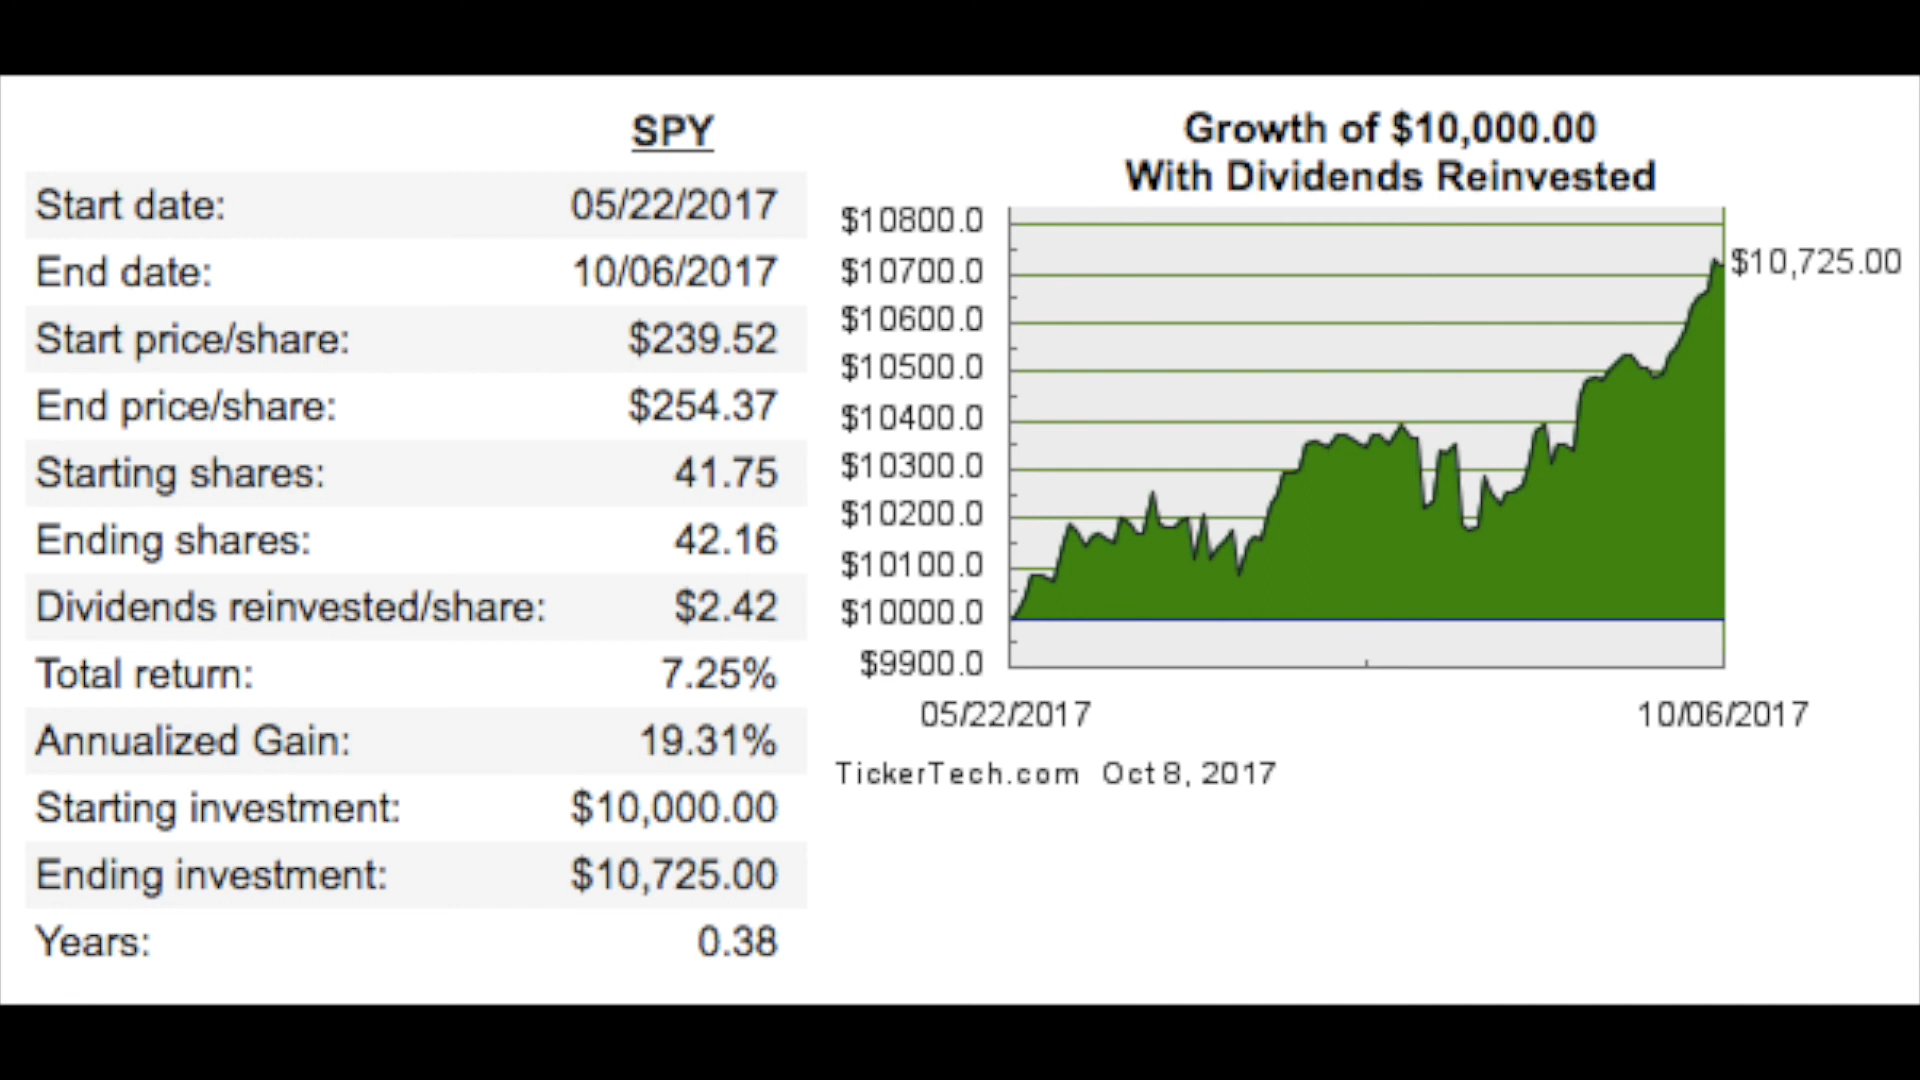 SPY
Start date: 05/22/2017
End date: 10/06/2017
Start price/share: $239.52
End price/share: $254.37
Starting shares: 41.75
Ending shares: 42.16
Dividends reinvested/share: $2.42
Total return: 7.25%
Annualized Gain: 19.31%
Starting investment: $10,000.00
Ending investment: $10,725.00
Years: 0.38
Growth of $10,000.00
With Dividends Reinvested
$10800.0
$10700.0
$10600.0
$10500.0
$10400.0
$10300.0
$10200.0
$10100.0
$10000.0
$9900.0
$10,725.00
05/22/2017 10/06/2017
TickerTech.com Oct 8, 2017